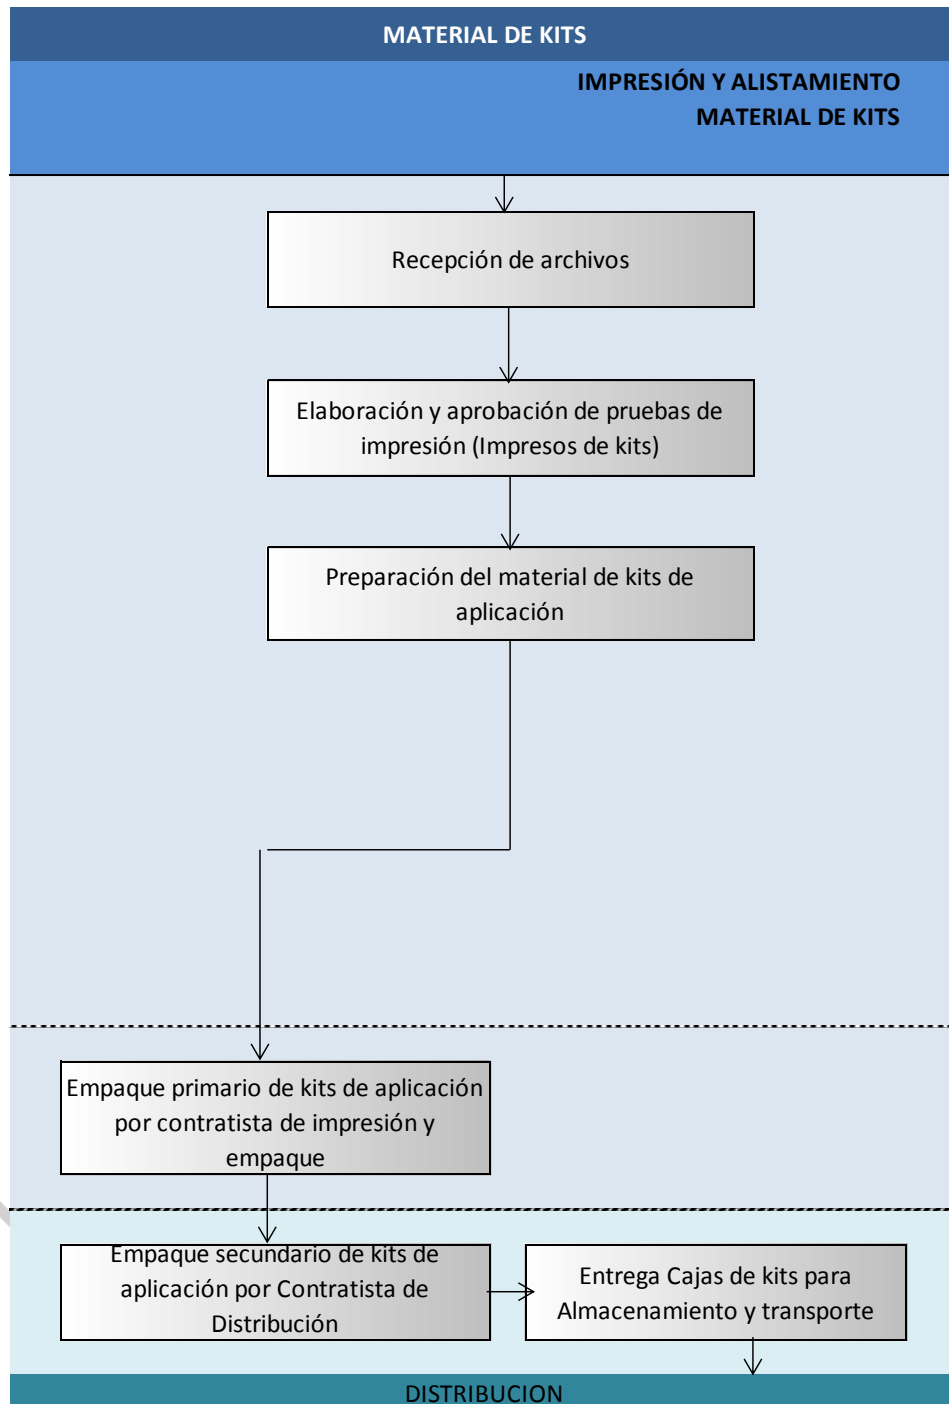 MATERIAL DE KITS
IMPRESIÓN Y ALISTAMIENTO
MATERIAL DE KITS
Recepción de archivos
Elaboración y aprobación de pruebas de
impresión (Impresos de kits)
Preparación del material de kits de
aplicación
Empaque primario de kits de aplicación
por contratista de impresión y
empaque
Empaque secundario de kits de
aplicación por Contratista de
Distribución
Entrega Cajas de kits para
Almacenamiento y transporte
DISTRIBUCION